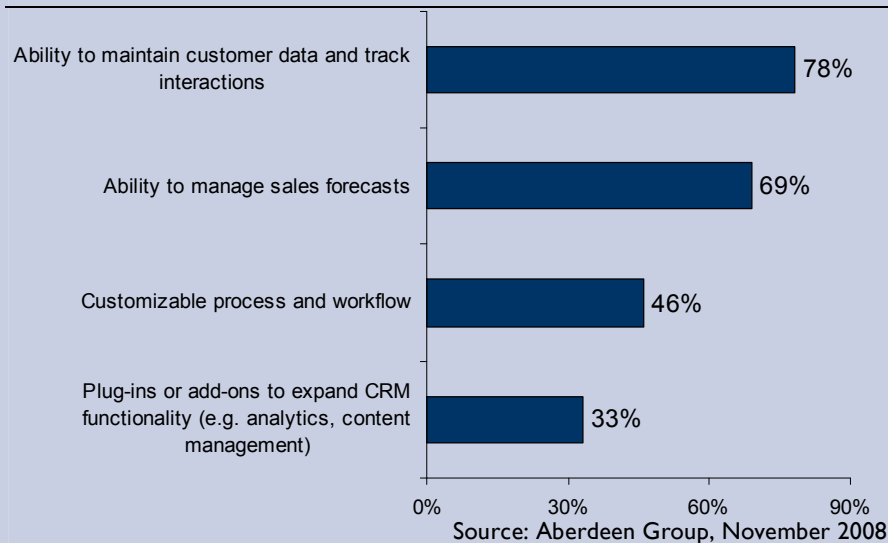 Ability to maintain customer data and track
interactions
78%
Ability to manage sales forecasts
69%
Customizable process and workflow
46%
Plug-ins or add-ons to expand CRM
functionality (e.g. analytics, content
management)
33%
0%
30%
60%
90%
Source: Aberdeen Group, November 2008